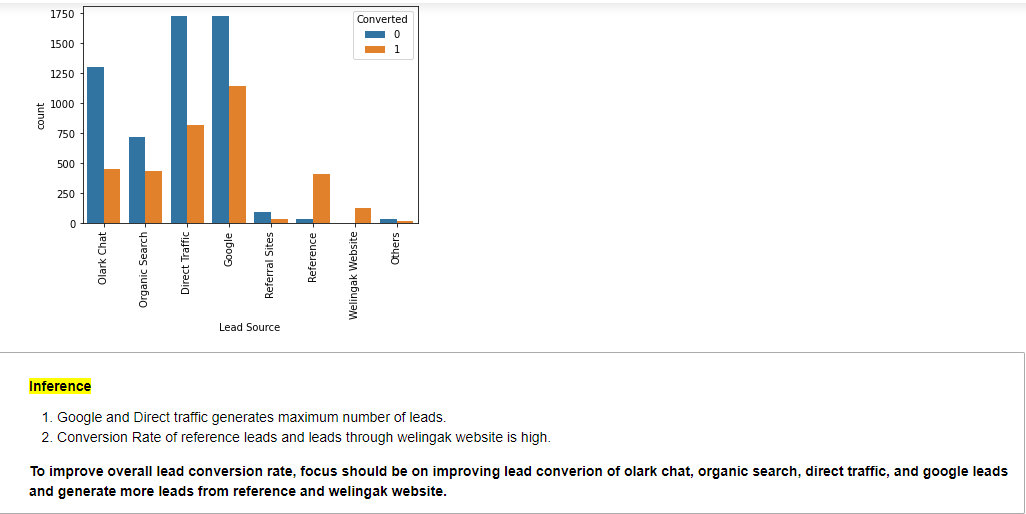 1750
1500
1250
1000
750
500
250
0
count
Converted
0
1
Olark Chat
Organic Search
Direct Traffic
Google
Referral Sites
Reference
Welingak Website
Others
Lead Source
Inference
1. Google and Direct traffic generates maximum number of leads.
2. Conversion Rate of reference leads and leads through welingak website is high.
To improve overall lead conversion rate, focus should be on improving lead converion of olark chat, organic search, direct traffic, and google leads
and generate more leads from reference and welingak website.